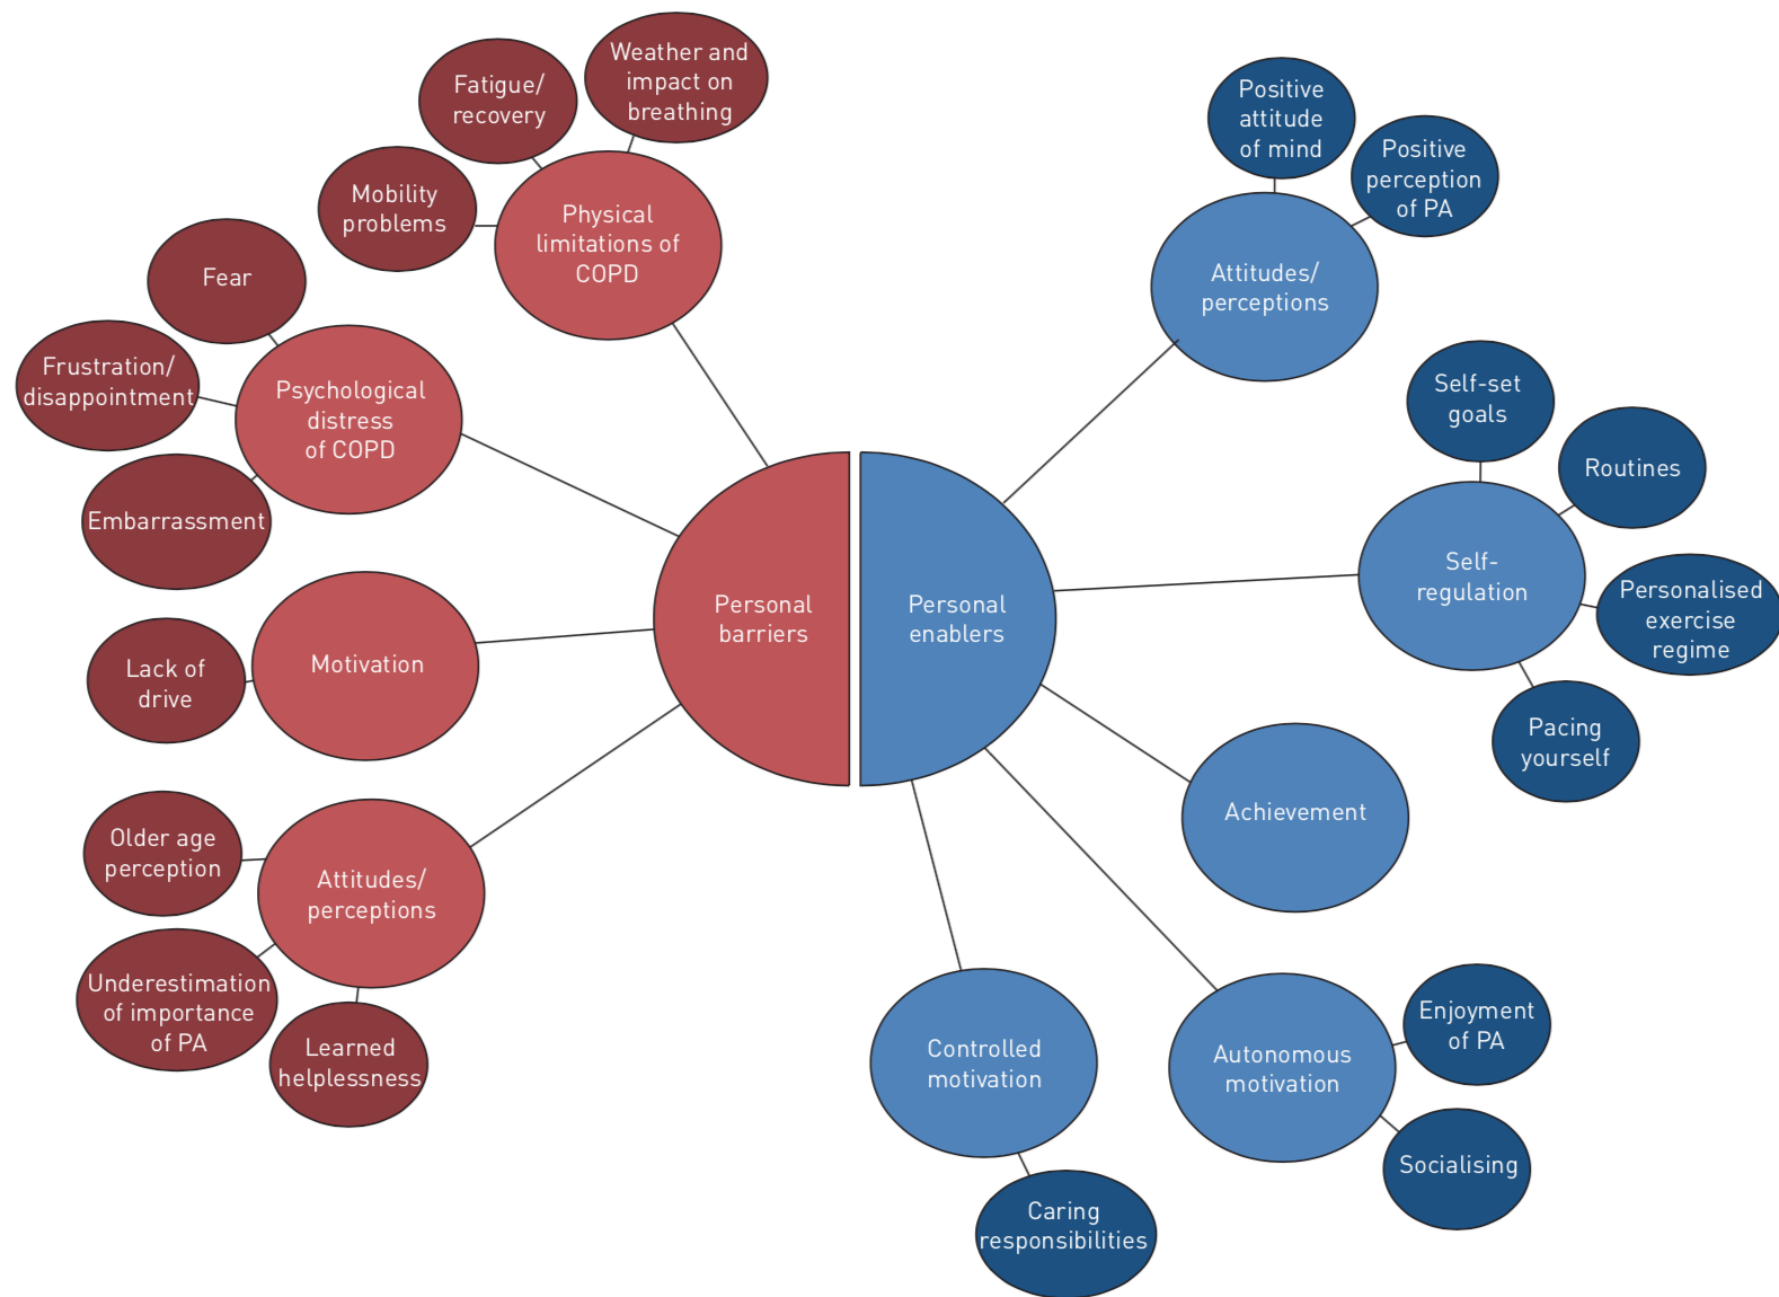 Weather and
impact on
breathing
Fatigue/
recovery
Mobility
problems
Physical
limitations of
COPD
Fear
Frustration/
disappointment
Embarrassment
Psychological
distress
of COPD
Lack of
drive
Motivation
Older age
perception
Underestimation
of importance
of PA
Learned
helplessness
Attitudes/
perceptions
Personal
barriers
Personal
enablers
Positive
attitude
of mind
Positive
perception
of PA
Attitudes/
perceptions
Self-set
goals
Routines
Self-
regulation
Personalised
exercise
regime
Pacing
yourself
Achievement
Autonomous
motivation
Enjoyment
of PA
Socialising
Controlled
motivation
Caring
responsibilities